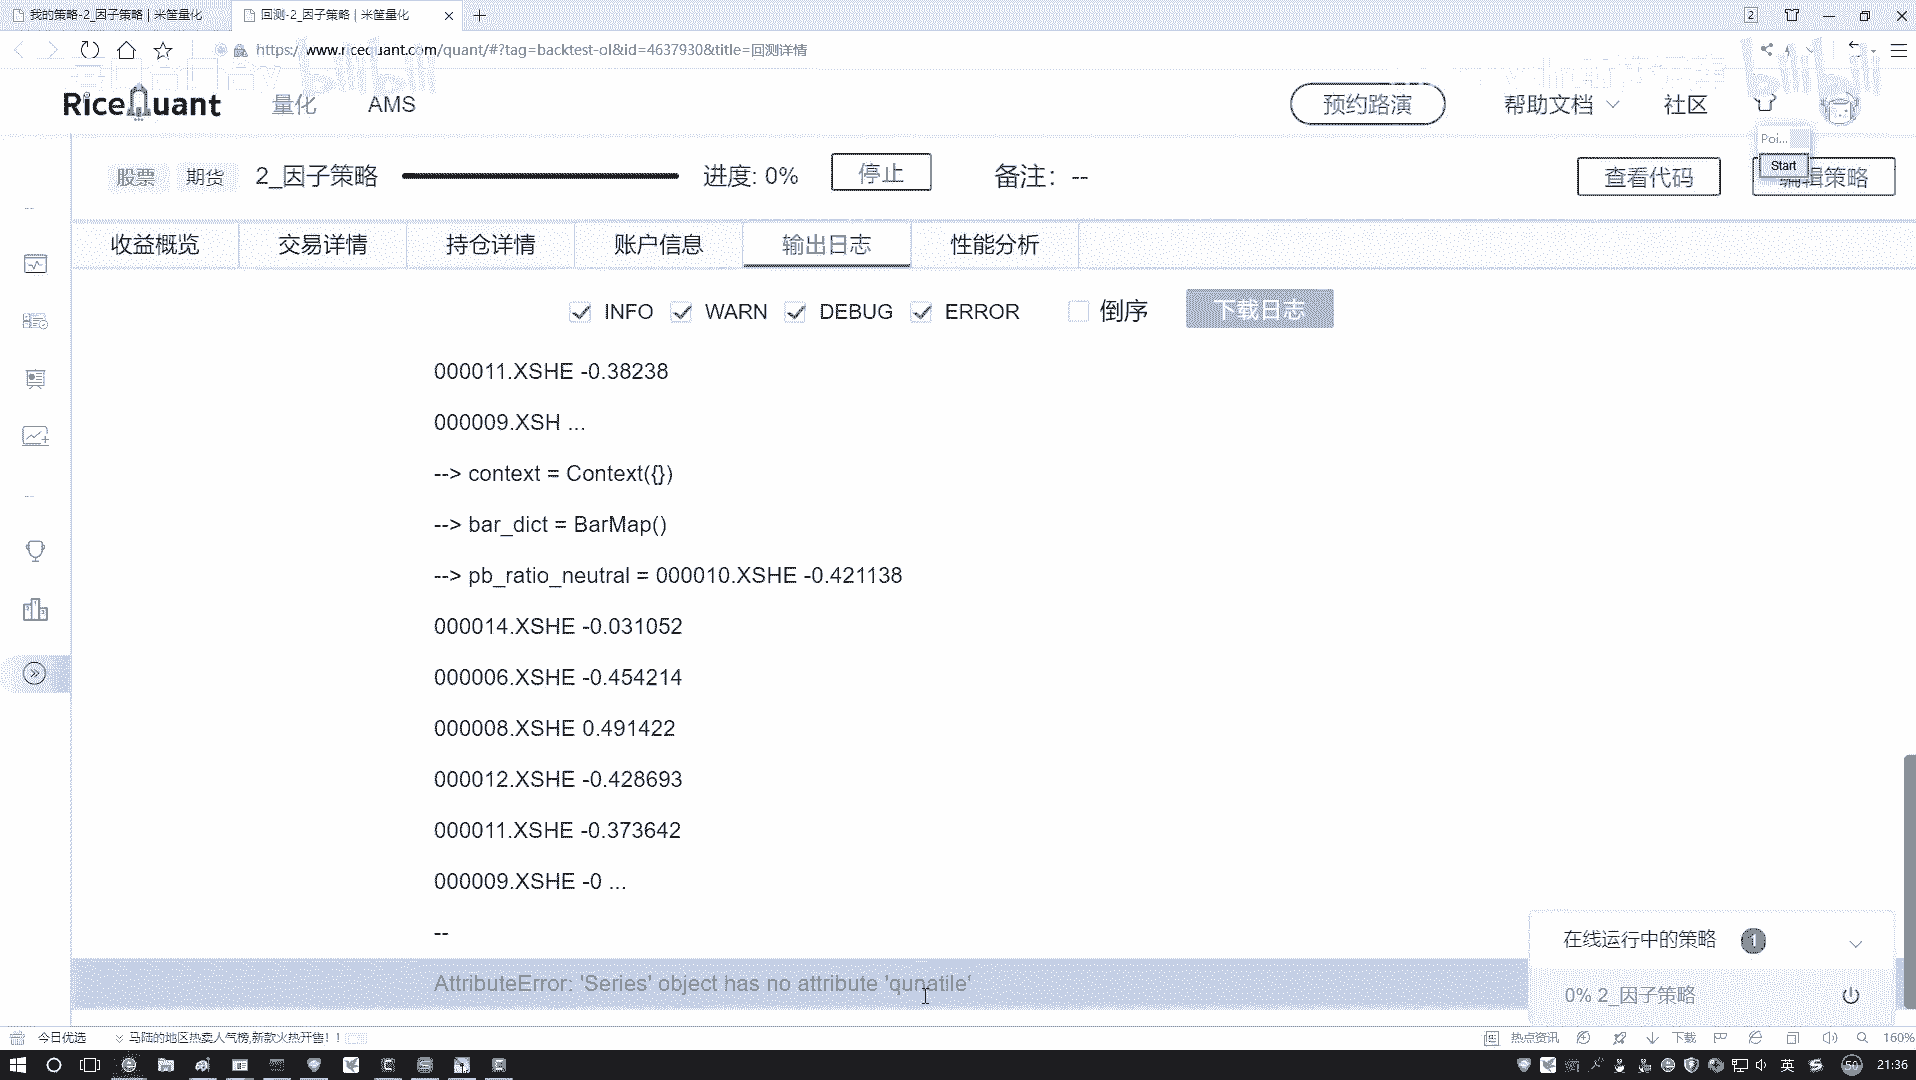 我的策略-2_因子策略 | 米筐量化
回测-2_因子策略 | 米筐量化
2
https://www.ricequant.com/quant/#?tag=backtest-ol&id=4637930&title=回测详情
bilibili
bilibili
RiceQuant
量化
AMS
预约路演
帮助文档
社区
Poi...
Start
股票
期货
2_因子策略
进度: 0%
停止
备注: --
查看代码
编辑策略
收益概览
交易详情
持仓详情
账户信息
输出日志
性能分析
INFO
WARN
DEBUG
ERROR
倒序
下载日志
000011.XSHE -0.38238
000009.XSH ...
--> context = Context({})
--> bar_dict = BarMap()
--> pb_ratio_neutral = 000010.XSHE -0.421138
000014.XSHE -0.031052
000006.XSHE -0.454214
000008.XSHE 0.491422
000012.XSHE -0.428693
000011.XSHE -0.373642
000009.XSHE -0 ...
--
AttributeError: 'Series' object has no attribute 'qunatile'
在线运行中的策略
1
0% 2_因子策略
今日优选
马陆的地区热卖人气榜,新款火热开售!！
热点资讯
下载
160%
英
50
21:36